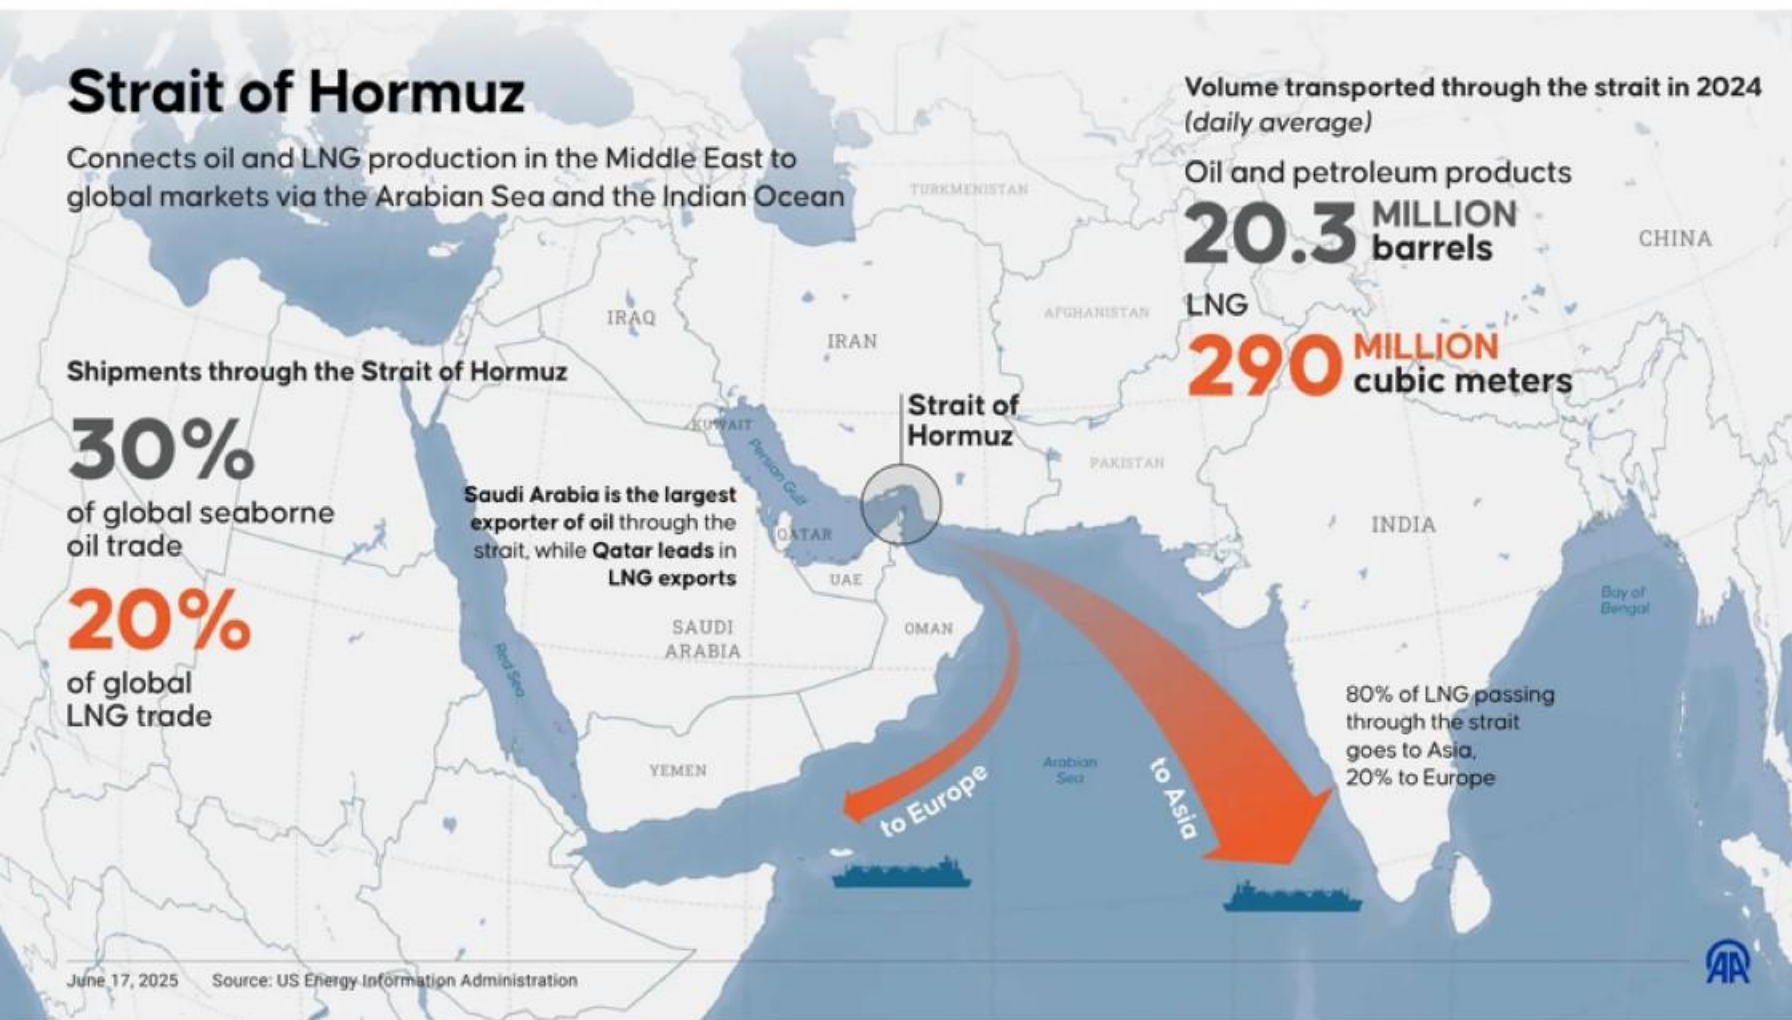 Strait of Hormuz
Connects oil and LNG production in the Middle East to
global markets via the Arabian Sea and the Indian Ocean
Volume transported through the strait in 2024
(daily average)
Oil and petroleum products
20.3 MILLION
barrels
LNG
290 MILLION
cubic meters
Shipments through the Strait of Hormuz
30%
of global seaborne
oil trade
20%
of global
LNG trade
Saudi Arabia is the largest
exporter of oil through the
strait, while Qatar leads in
LNG exports
Strait of
Hormuz
TURKMENISTAN
CHINA
IRAQ
IRAN
AFGHANISTAN
KUWAIT
Persian Gulf
PAKISTAN
QATAR
INDIA
UAE
Bay of
Bengal
SAUDI
ARABIA
OMAN
Red Sea
YEMEN
Arabian
Sea
to Europe
to Asia
80% of LNG passing
through the strait
goes to Asia,
20% to Europe
June 17, 2025 Source: US Energy Information Administration
AA